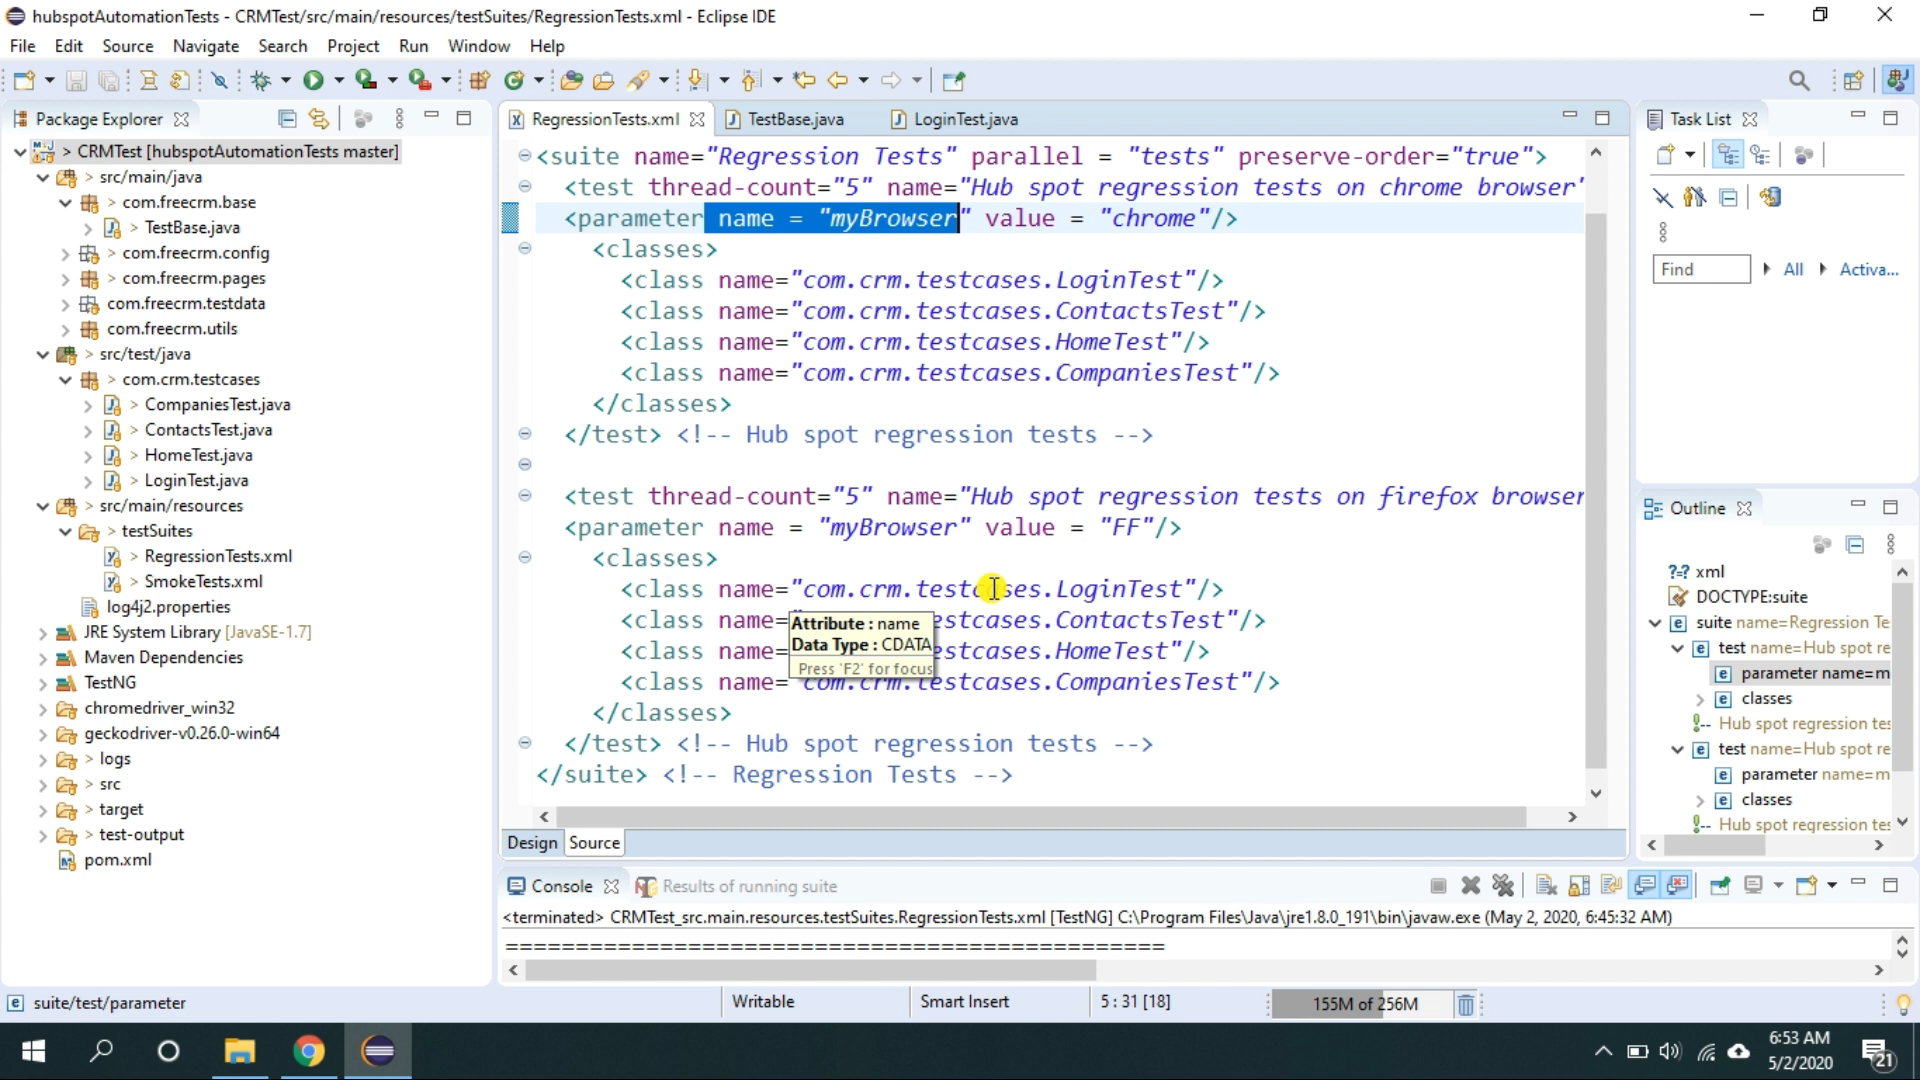 hubspotAutomationTests - CRMTest/src/main/resources/testSuites/RegressionTests.xml - Eclipse IDE
File Edit Source Navigate Search Project Run Window Help
Package Explorer
> CRMTest [hubspotAutomationTests master]
> src/main/java
> com.freecrm.base
> TestBase.java
> com.freecrm.config
> com.freecrm.pages
com.freecrm.testdata
com.freecrm.utils
> src/test/java
> com.crm.testcases
> CompaniesTest.java
> ContactsTest.java
> HomeTest.java
> LoginTest.java
> src/main/resources
> testSuites
> RegressionTests.xml
> SmokeTests.xml
log4j2.properties
JRE System Library [JavaSE-1.7]
Maven Dependencies
TestNG
chromedriver_win32
geckodriver-v0.26.0-win64
> logs
> src
> target
> test-output
pom.xml
RegressionTests.xml TestBase.java LoginTest.java
<suite name="Regression Tests" parallel = "tests" preserve-order="true">
<test thread-count="5" name="Hub spot regression tests on chrome browser"
<parameter name = "myBrowser" value = "chrome"/>
<classes>
<class name="com.crm.testcases.LoginTest"/>
<class name="com.crm.testcases.ContactsTest"/>
<class name="com.crm.testcases.HomeTest"/>
<class name="com.crm.testcases.CompaniesTest"/>
</classes>
</test> <!-- Hub spot regression tests -->
<test thread-count="5" name="Hub spot regression tests on firefox browser
<parameter name = "myBrowser" value = "FF"/>
<classes>
<class name="com.crm.testcases.LoginTest"/>
<class name= estcases.ContactsTest"/>
<class name= estcases.HomeTest"/>
<class name="com.crm.testcases.CompaniesTest"/>
</classes>
</test> <!-- Hub spot regression tests -->
</suite> <!-- Regression Tests -->
Attribute : name
Data Type : CDATA
Press 'F2' for focus
Design Source
Task List
Find All Activa...
Outline
?=? xml
DOCTYPE:suite
suite name=Regression Te
test name=Hub spot re
parameter name=m
classes
Hub spot regression tes
test name=Hub spot re
parameter name=m
classes
Hub spot regression tes
Console Results of running suite
<terminated> CRMTest_src.main.resources.testSuites.RegressionTests.xml [TestNG] C:\Program Files\Java\jre1.8.0_191\bin\javaw.exe (May 2, 2020, 6:45:32 AM)
===============================================
suite/test/parameter Writable Smart Insert 5 : 31 [18] 155M of 256M
6:53 AM
5/2/2020
21